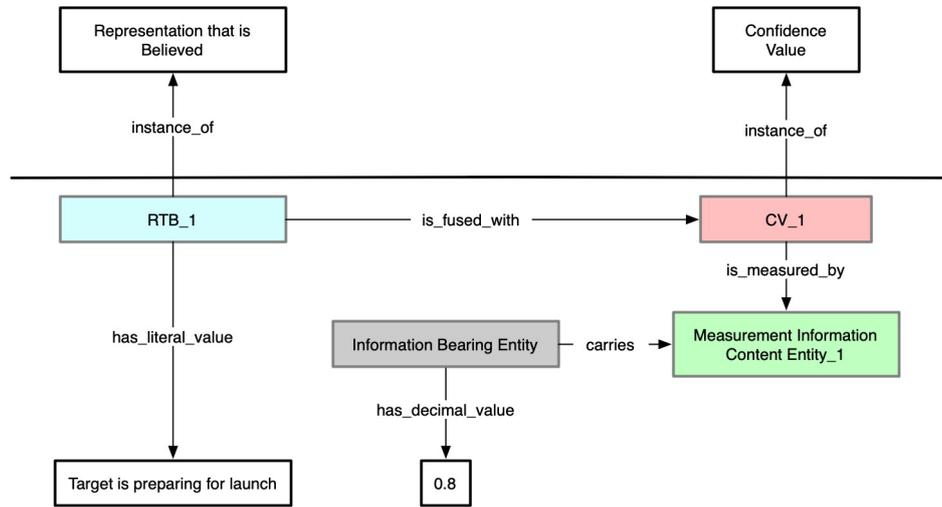 Representation that is
Believed
Confidence
Value
instance_of
instance_of
RTB_1
is_fused_with
CV_1
is_measured_by
has_literal_value
Information Bearing Entity
carries
Measurement Information
Content Entity_1
has_decimal_value
Target is preparing for launch
0.8